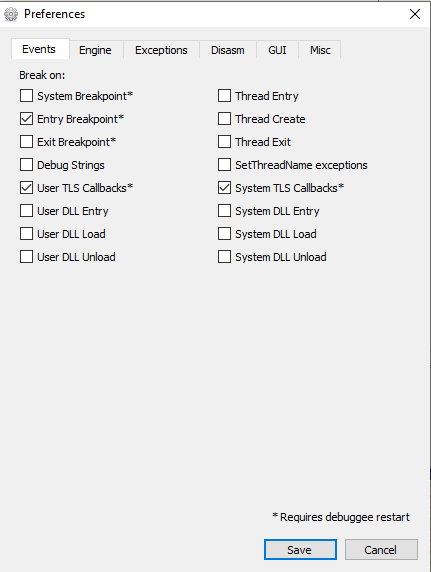 Preferences
Events Engine Exceptions Disasm GUI Misc
Break on:
System Breakpoint* Thread Entry
Entry Breakpoint* Thread Create
Exit Breakpoint* Thread Exit
Debug Strings SetThreadName exceptions
User TLS Callbacks* System TLS Callbacks*
User DLL Entry System DLL Entry
User DLL Load System DLL Load
User DLL Unload System DLL Unload
* Requires debuggee restart
Save Cancel